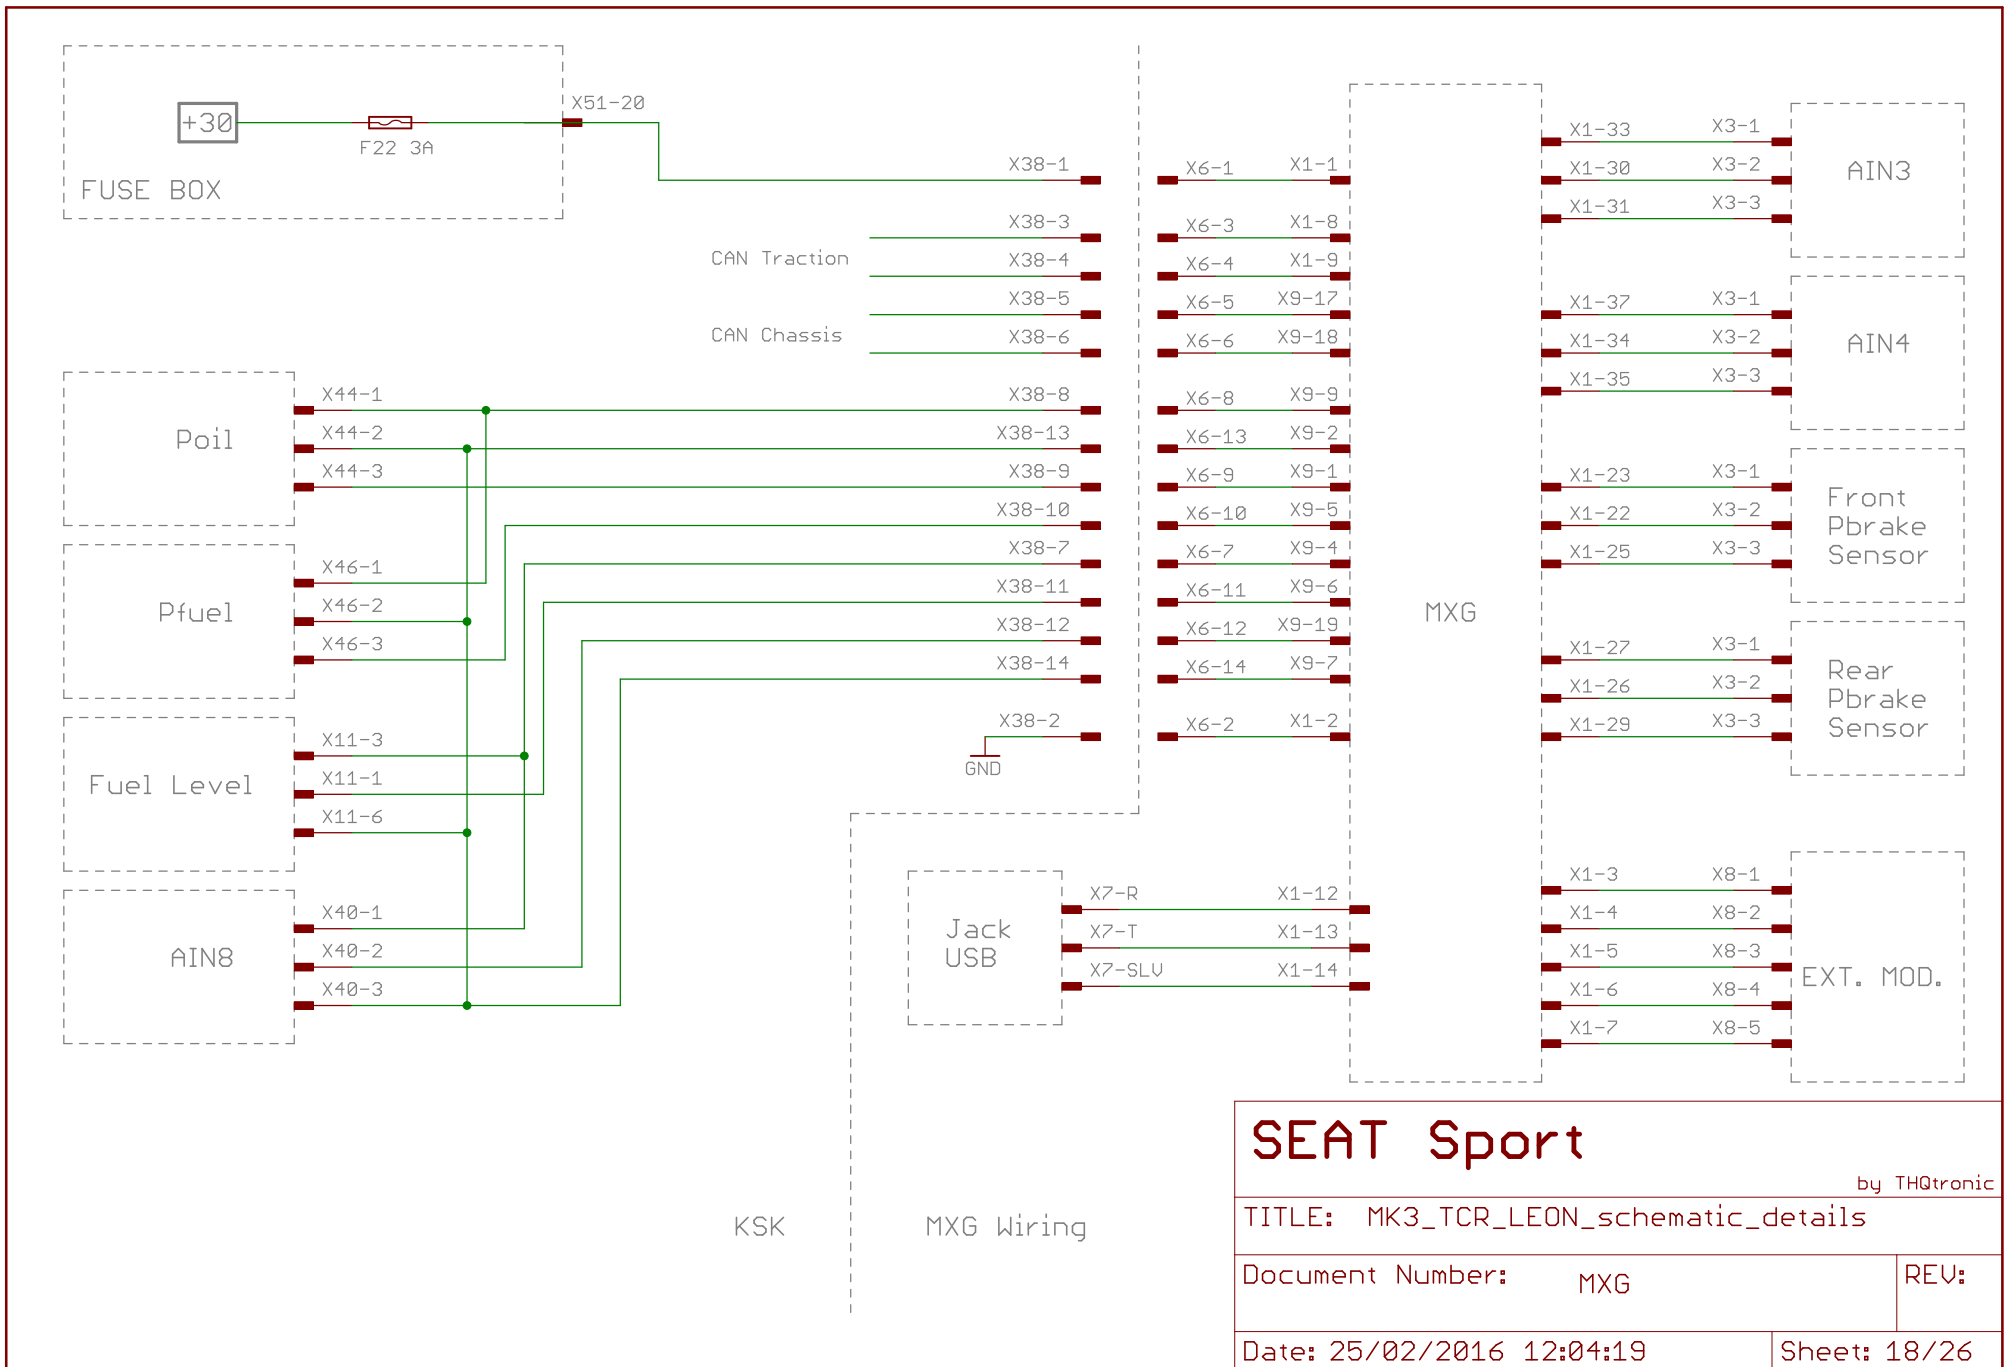 +30
F22 3A
X51-20
FUSE BOX
CAN Traction
CAN Chassis
X44-1
X44-2
X44-3
Poil
X46-1
X46-2
X46-3
Pfuel
X11-3
X11-1
X11-6
Fuel Level
X40-1
X40-2
X40-3
AIN8
X38-1
X38-3
X38-4
X38-5
X38-6
X38-8
X38-13
X38-9
X38-10
X38-7
X38-11
X38-12
X38-14
X38-2
GND
X6-1 X1-1
X6-3 X1-8
X6-4 X1-9
X6-5 X9-17
X6-6 X9-18
X6-8 X9-9
X6-13 X9-2
X6-9 X9-1
X6-10 X9-5
X6-7 X9-4
X6-11 X9-6
X6-12 X9-19
X6-14 X9-7
X6-2 X1-2
Jack
USB
X7-R X1-12
X7-T X1-13
X7-SLV X1-14
MXG
X1-33 X3-1
X1-30 X3-2
X1-31 X3-3
AIN3
X1-37 X3-1
X1-34 X3-2
X1-35 X3-3
AIN4
X1-23 X3-1
X1-22 X3-2
X1-25 X3-3
Front
Pbrake
Sensor
X1-27 X3-1
X1-26 X3-2
X1-29 X3-3
Rear
Pbrake
Sensor
X1-3 X8-1
X1-4 X8-2
X1-5 X8-3
X1-6 X8-4
X1-7 X8-5
EXT. MOD.
KSK
MXG Wiring
SEAT Sport
by THQtronic
TITLE: MK3_TCR_LEON_schematic_details
Document Number: MXG
REV:
Date: 25/02/2016 12:04:19
Sheet: 18/26